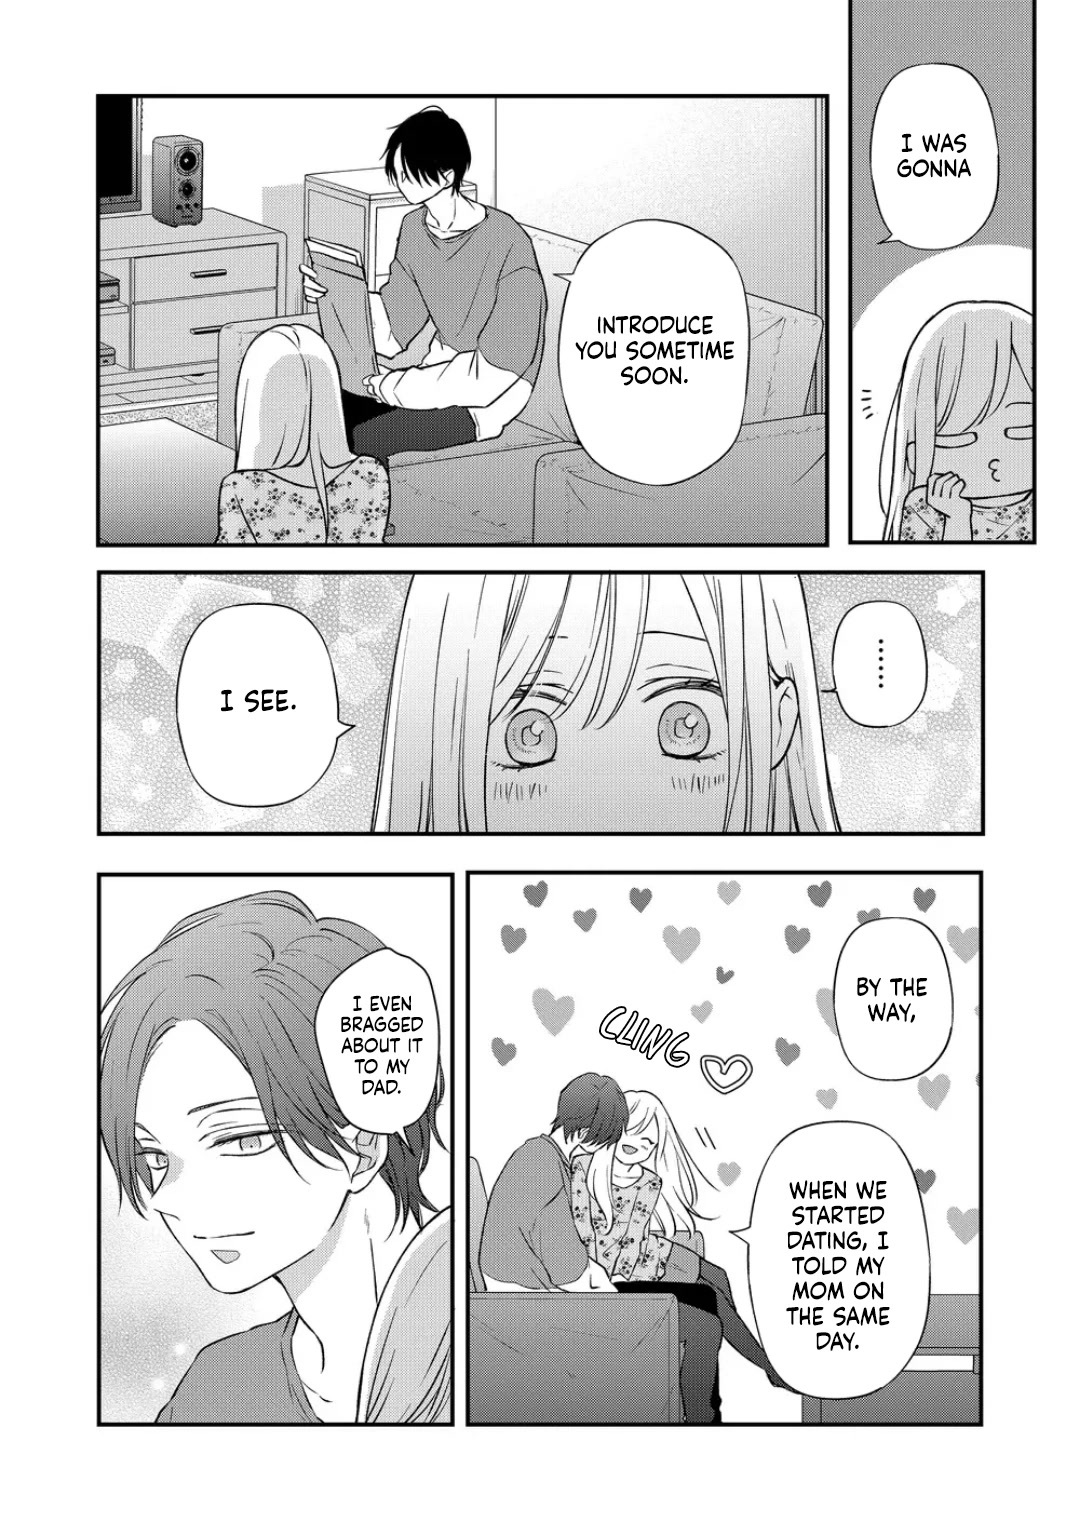 I WAS
GONNA
INTRODUCE
YOU SOMETIME
SOON.
......
I SEE.
BY THE
WAY,
CLING
WHEN WE
STARTED
DATING, I
TOLD MY
MOM ON
THE SAME
DAY.
I EVEN
BRAGGED
ABOUT IT
TO MY
DAD.